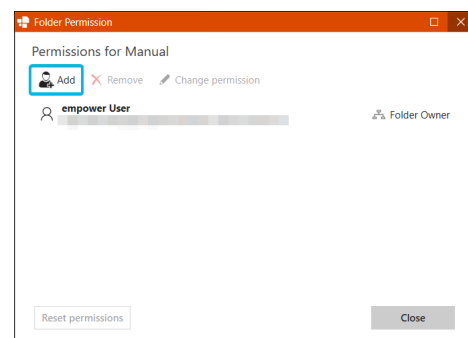 Folder Permission
Permissions for Manual
Add Remove Change permission
empower User
Folder Owner
Reset permissions Close